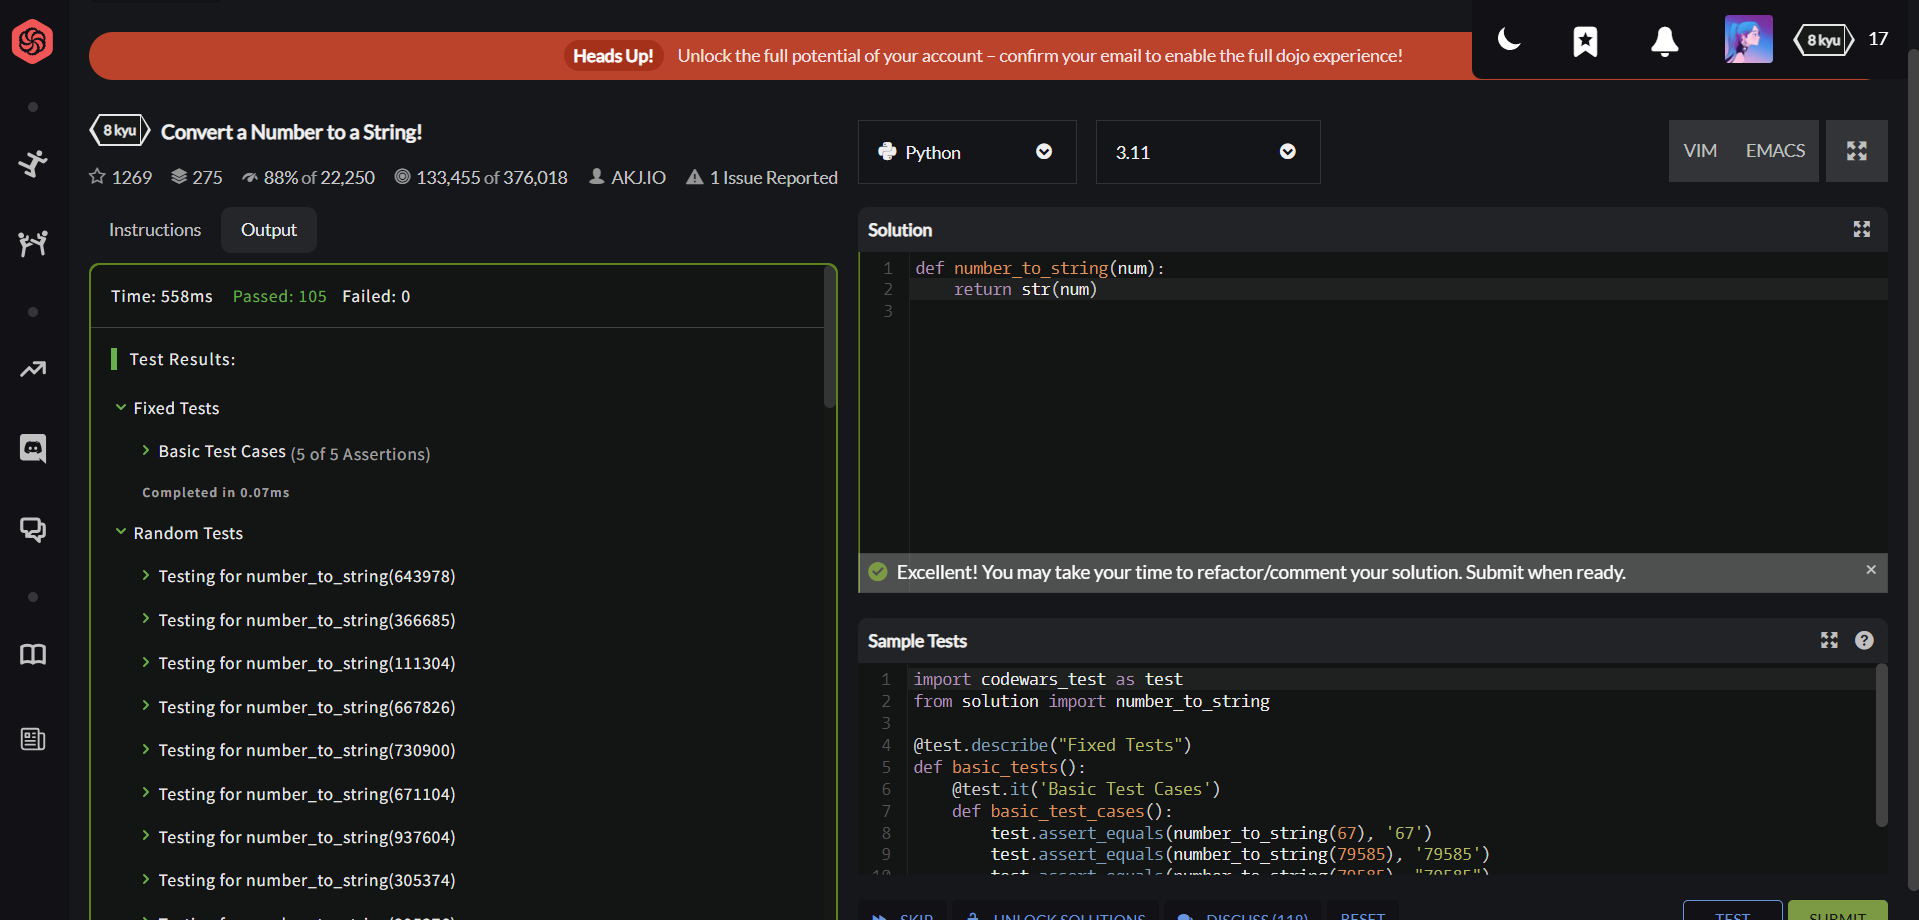 Heads Up! Unlock the full potential of your account – confirm your email to enable the full dojo experience!
8 kyu 17
8 kyu Convert a Number to a String!
1269 275 88% of 22,250 133,455 of 376,018 AKJ.IO 1 Issue Reported
Python
3.11
VIM EMACS
Instructions Output
Time: 558ms Passed: 105 Failed: 0
Test Results:
Fixed Tests
Basic Test Cases (5 of 5 Assertions)
Completed in 0.07ms
Random Tests
Testing for number_to_string(643978)
Testing for number_to_string(366685)
Testing for number_to_string(111304)
Testing for number_to_string(667826)
Testing for number_to_string(730900)
Testing for number_to_string(671104)
Testing for number_to_string(937604)
Testing for number_to_string(305374)
Solution
1 def number_to_string(num):
2     return str(num)
3
Excellent! You may take your time to refactor/comment your solution. Submit when ready.
Sample Tests
1 import codewars_test as test
2 from solution import number_to_string
3
4 @test.describe("Fixed Tests")
5 def basic_tests():
6     @test.it('Basic Test Cases')
7     def basic_test_cases():
8         test.assert_equals(number_to_string(67), '67')
9         test.assert_equals(number_to_string(79585), '79585')
10         test.assert_equals(number_to_string(79585), "79585")
SKIP UNLOCK SOLUTIONS DISCUSS (118) RESET TEST SUBMIT